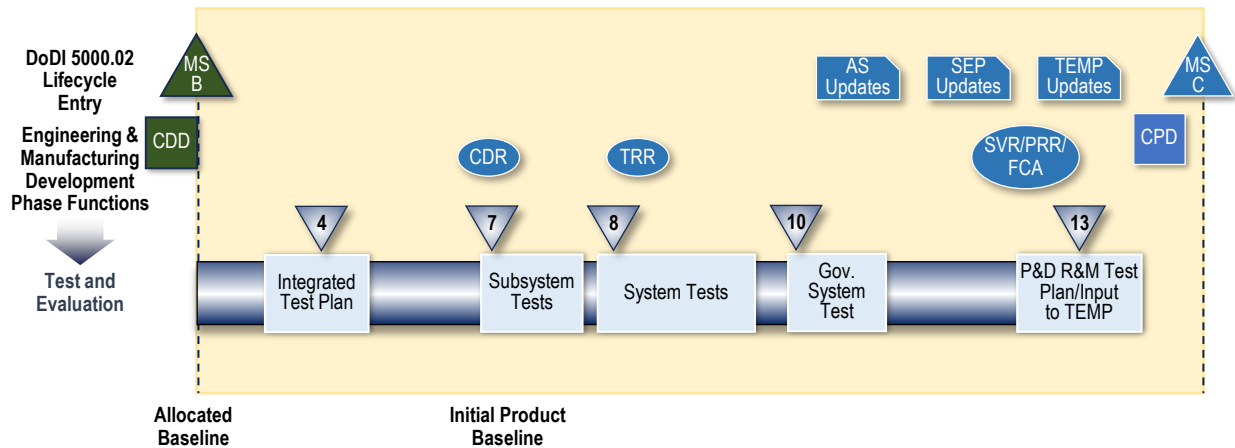 DoDI 5000.02
Lifecycle
Entry
MS
B
AS
Updates
SEP
Updates
TEMP
Updates
MS
C
Engineering &
Manufacturing
Development
Phase Functions
CDD
CDR
TRR
SVR/PRR/
FCA
CPD
4
7
8
10
13
Test and
Evaluation
Integrated
Test Plan
Subsystem
Tests
System Tests
Gov.
System
Test
P&D R&M Test
Plan/Input
to TEMP
Allocated
Baseline
Initial Product
Baseline